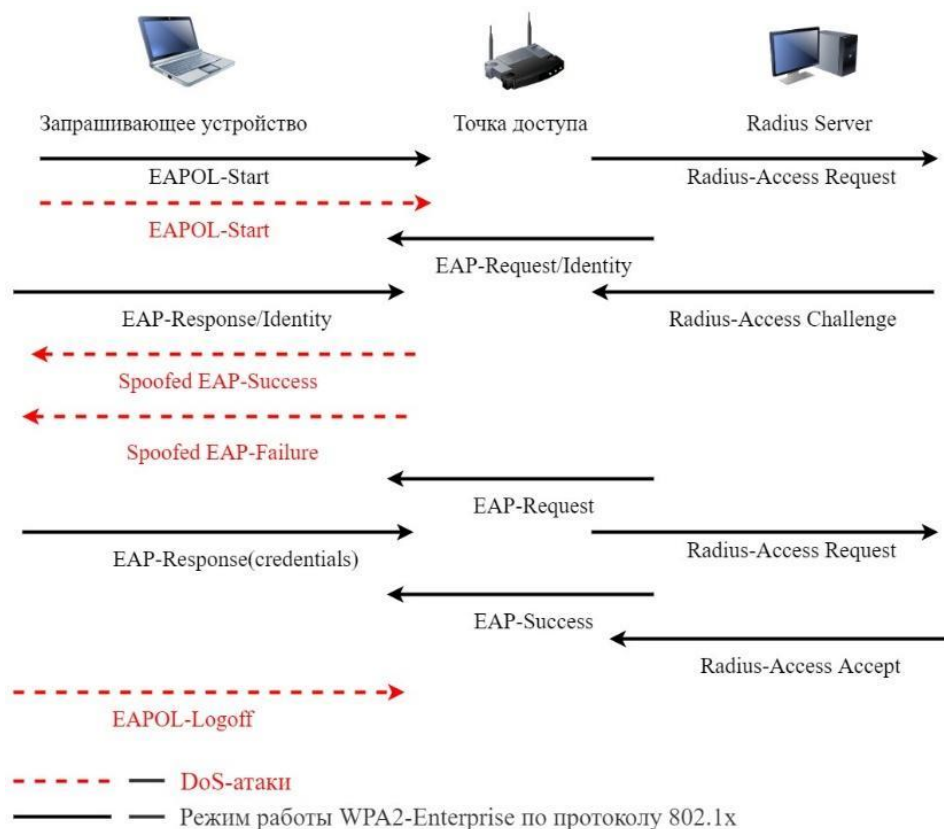 Запрашивающее устройство
Точка доступа
Radius Server
EAPOL-Start
Radius-Access Request
EAPOL-Start
EAP-Request/Identity
EAP-Response/Identity
Radius-Access Challenge
Spoofed EAP-Success
Spoofed EAP-Failure
EAP-Request
EAP-Response(credentials)
Radius-Access Request
EAP-Success
Radius-Access Accept
EAPOL-Logoff
DoS-атаки
Режим работы WPA2-Enterprise по протоколу 802.1x